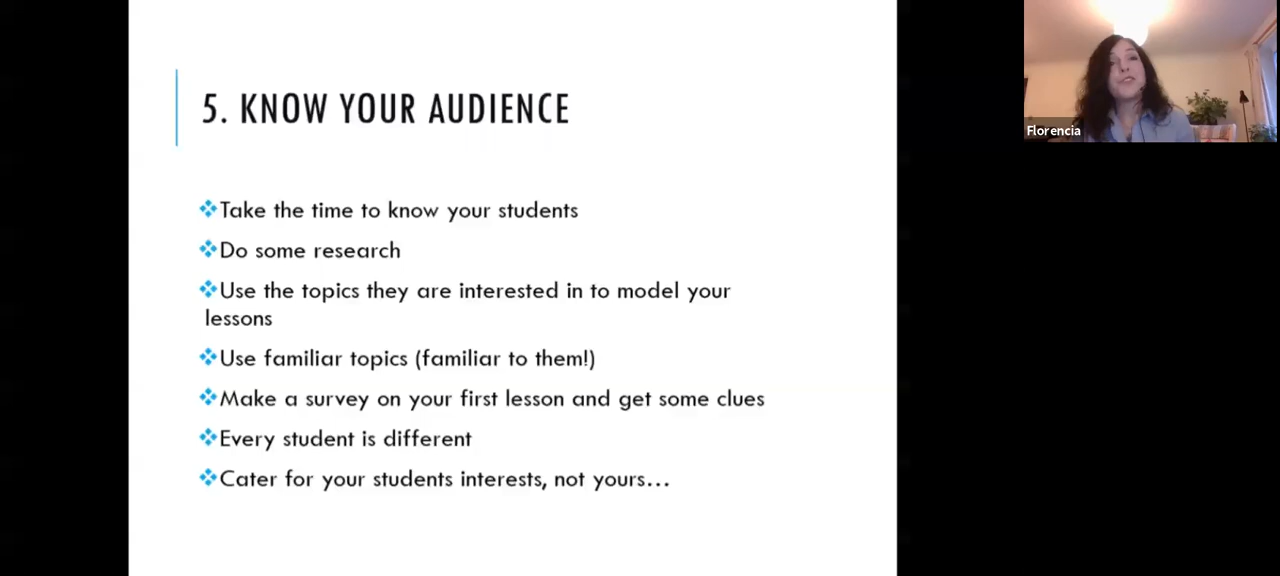 5. KNOW YOUR AUDIENCE
Take the time to know your students
Do some research
Use the topics they are interested in to model your
lessons
Use familiar topics (familiar to them!)
Make a survey on your first lesson and get some clues
Every student is different
Cater for your students interests, not yours...
Florencia